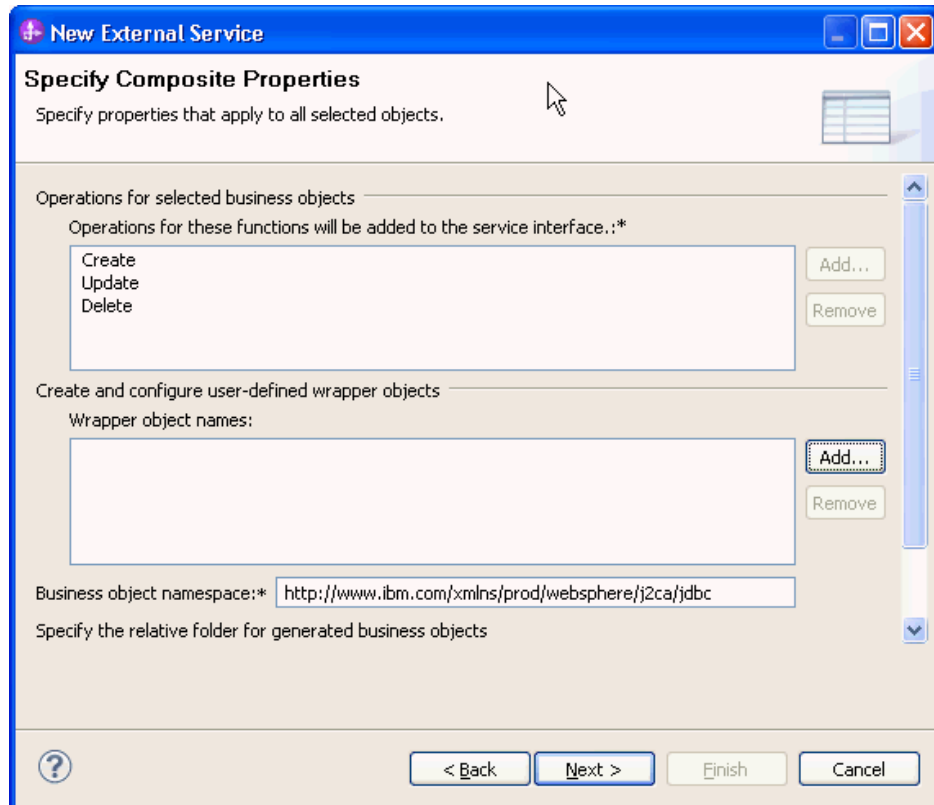 New External Service
Specify Composite Properties
Specify properties that apply to all selected objects.
Operations for selected business objects
Operations for these functions will be added to the service interface.:*
Create
Update
Delete
Add...
Remove
Create and configure user-defined wrapper objects
Wrapper object names:
Add...
Remove
Business object namespace:* http://www.ibm.com/xmlns/prod/websphere/j2ca/jdbc
Specify the relative folder for generated business objects
? < Back Next > Finish Cancel